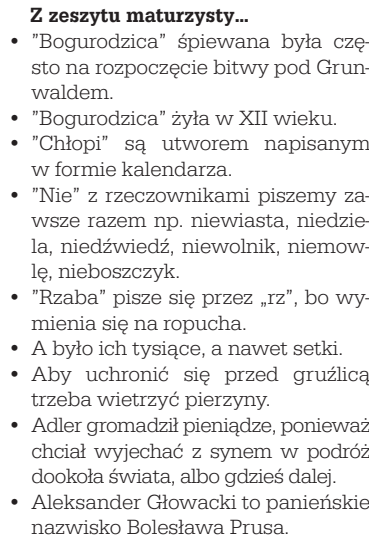 Z zeszytu maturzysty...
• "Bogurodzica" śpiewana była czę-
sto na rozpoczęcie bitwy pod Grun-
waldem.
• "Bogurodzica" żyła w XII wieku.
• "Chłopi" są utworem napisanym
w formie kalendarza.
• "Nie" z rzeczownikami piszemy za-
wsze razem np. niewiasta, niedzie-
la, niedźwiedź, niewolnik, niemow-
lę, nieboszczyk.
• "Rzaba" pisze się przez „rz”, bo wy-
mienia się na ropucha.
• A było ich tysiące, a nawet setki.
• Aby uchronić się przed gruźlicą
trzeba wietrzyć pierzyny.
• Adler gromadził pieniądze, ponieważ
chciał wyjechać z synem w podróż
dookoła świata, albo gdzieś dalej.
• Aleksander Głowacki to panieńskie
nazwisko Bolesława Prusa.